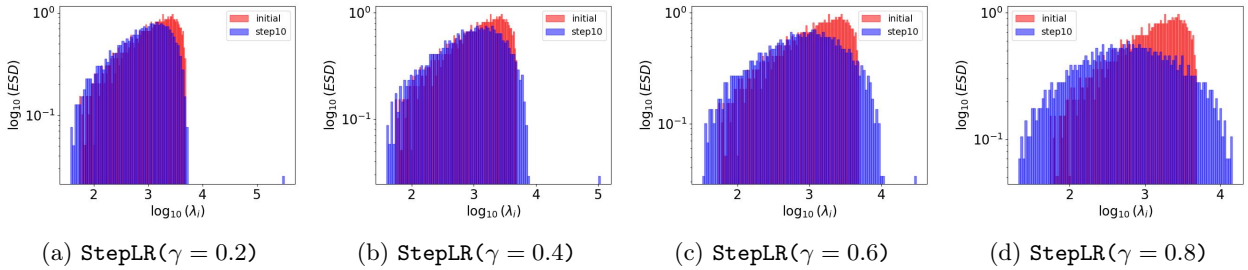 10⁰
10⁻¹
log₁₀(ESD)
initial
step10
2 3 4 5
log₁₀(λᵢ)
(a) StepLR(γ = 0.2)
10⁰
10⁻¹
log₁₀(ESD)
initial
step10
2 3 4 5
log₁₀(λᵢ)
(b) StepLR(γ = 0.4)
10⁰
10⁻¹
log₁₀(ESD)
initial
step10
2 3 4
log₁₀(λᵢ)
(c) StepLR(γ = 0.6)
10⁰
10⁻¹
log₁₀(ESD)
initial
step10
2 3 4
log₁₀(λᵢ)
(d) StepLR(γ = 0.8)